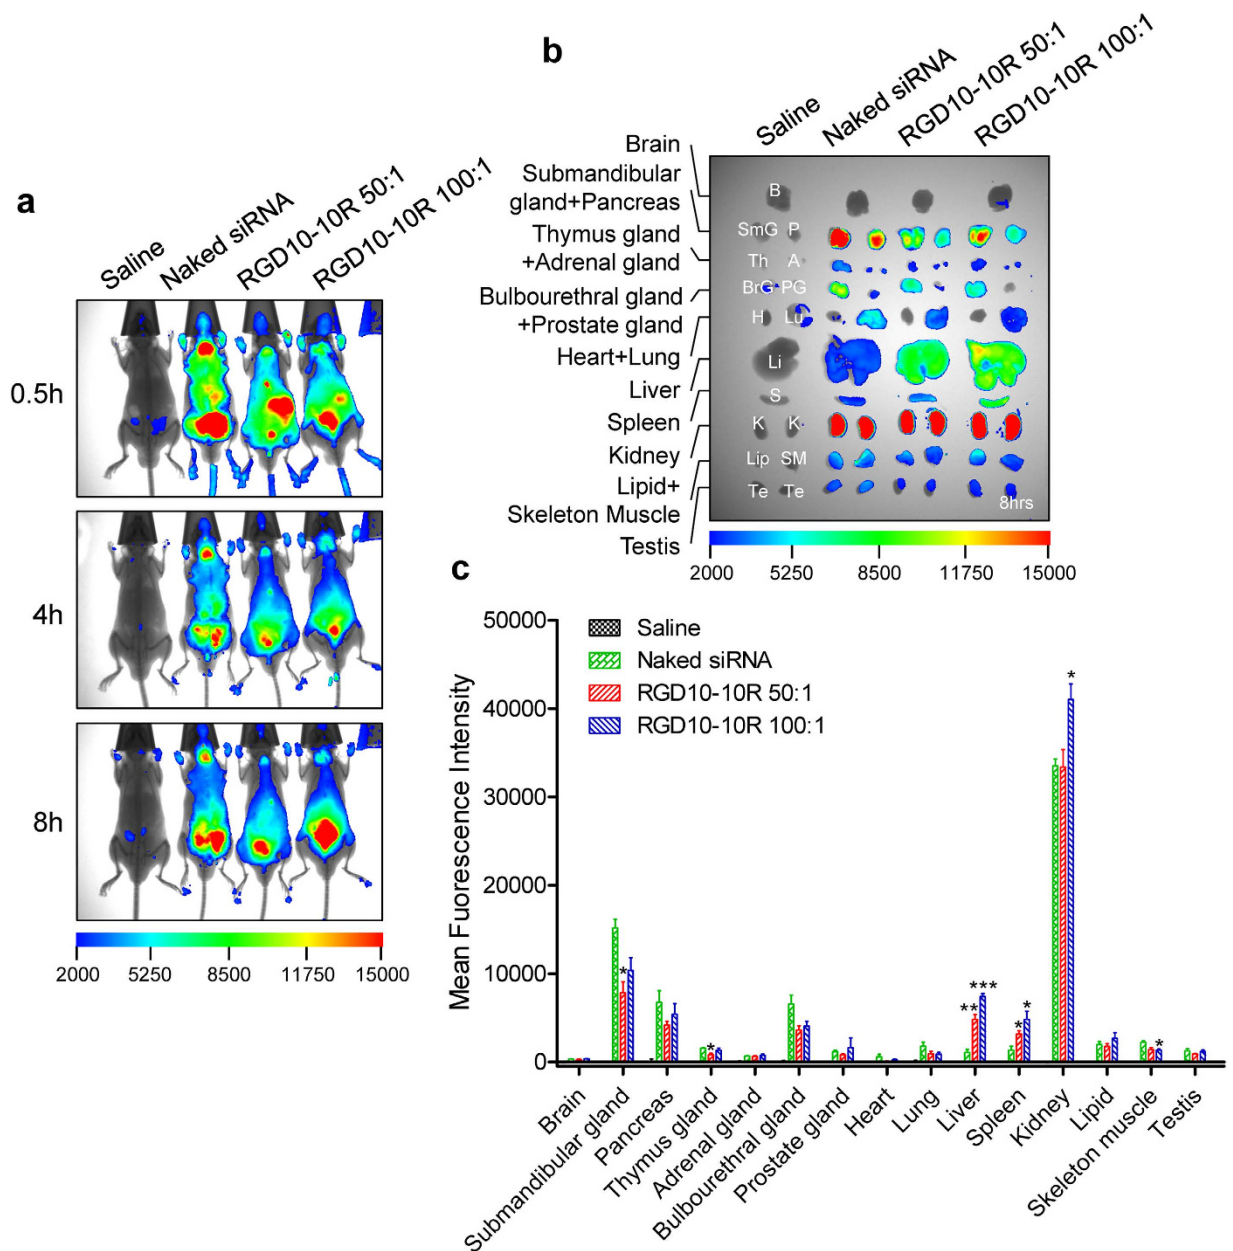 a
Saline
Naked siRNA
RGD10-10R 50:1
RGD10-10R 100:1
0.5h
4h
8h
2000 5250 8500 11750 15000
b
Saline
Naked siRNA
RGD10-10R 50:1
RGD10-10R 100:1
Brain
Submandibular
gland+Pancreas
Thymus gland
+Adrenal gland
Bulbourethral gland
+Prostate gland
Heart+Lung
Liver
Spleen
Kidney
Lipid+
Skeleton Muscle
Testis
B
SmG P
Th A
BrG PG
H Lu
Li
S
K K
Lip SM
Te Te
8hrs
2000 5250 8500 11750 15000
c
Mean Fuorescence Intensity
50000
40000
30000
20000
10000
0
Saline
Naked siRNA
RGD10-10R 50:1
RGD10-10R 100:1
*
*
**
***
*
*
*
*
Brain
Submandibular gland
Pancreas
Thymus gland
Adrenal gland
Bulbourethral gland
Prostate gland
Heart
Lung
Liver
Spleen
Kidney
Lipid
Skeleton muscle
Testis